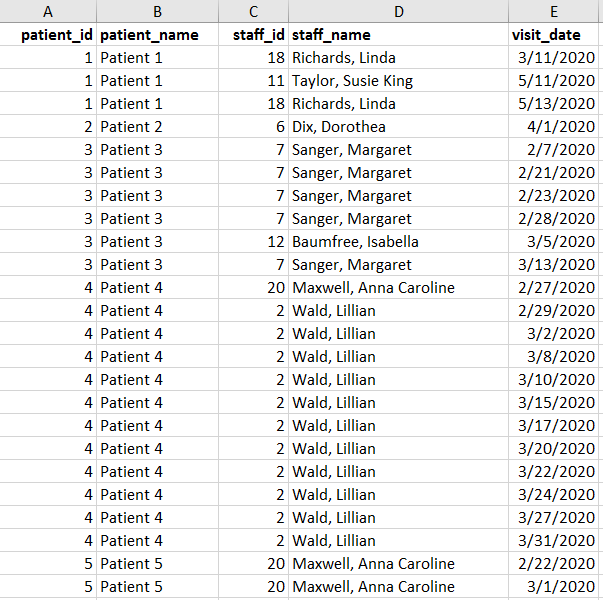 A B C D E
patient_id patient_name staff_id staff_name visit_date
1 Patient 1 18 Richards, Linda 3/11/2020
1 Patient 1 11 Taylor, Susie King 5/11/2020
1 Patient 1 18 Richards, Linda 5/13/2020
2 Patient 2 6 Dix, Dorothea 4/1/2020
3 Patient 3 7 Sanger, Margaret 2/7/2020
3 Patient 3 7 Sanger, Margaret 2/21/2020
3 Patient 3 7 Sanger, Margaret 2/23/2020
3 Patient 3 7 Sanger, Margaret 2/28/2020
3 Patient 3 12 Baumfree, Isabella 3/5/2020
3 Patient 3 7 Sanger, Margaret 3/13/2020
4 Patient 4 20 Maxwell, Anna Caroline 2/27/2020
4 Patient 4 2 Wald, Lillian 2/29/2020
4 Patient 4 2 Wald, Lillian 3/2/2020
4 Patient 4 2 Wald, Lillian 3/8/2020
4 Patient 4 2 Wald, Lillian 3/10/2020
4 Patient 4 2 Wald, Lillian 3/15/2020
4 Patient 4 2 Wald, Lillian 3/17/2020
4 Patient 4 2 Wald, Lillian 3/20/2020
4 Patient 4 2 Wald, Lillian 3/22/2020
4 Patient 4 2 Wald, Lillian 3/24/2020
4 Patient 4 2 Wald, Lillian 3/27/2020
4 Patient 4 2 Wald, Lillian 3/31/2020
5 Patient 5 20 Maxwell, Anna Caroline 2/22/2020
5 Patient 5 20 Maxwell, Anna Caroline 3/1/2020